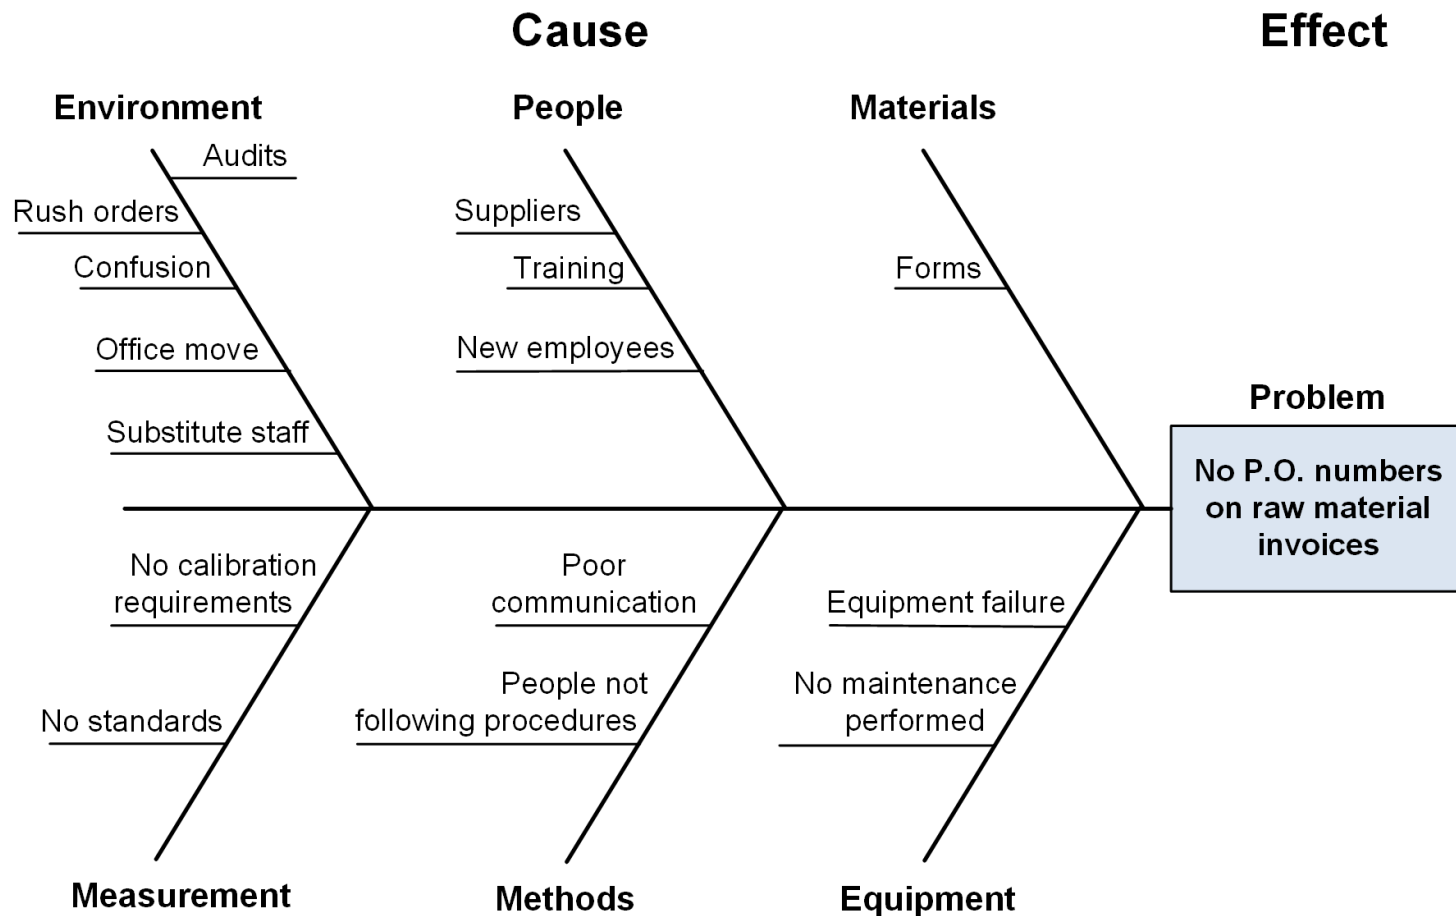 Cause
Effect
Environment
People
Materials
Audits
Rush orders
Suppliers
Confusion
Training
Forms
Office move
New employees
Substitute staff
Problem
No P.O. numbers
on raw material
invoices
No calibration
requirements
Poor
communication
Equipment failure
No standards
People not
following procedures
No maintenance
performed
Measurement
Methods
Equipment